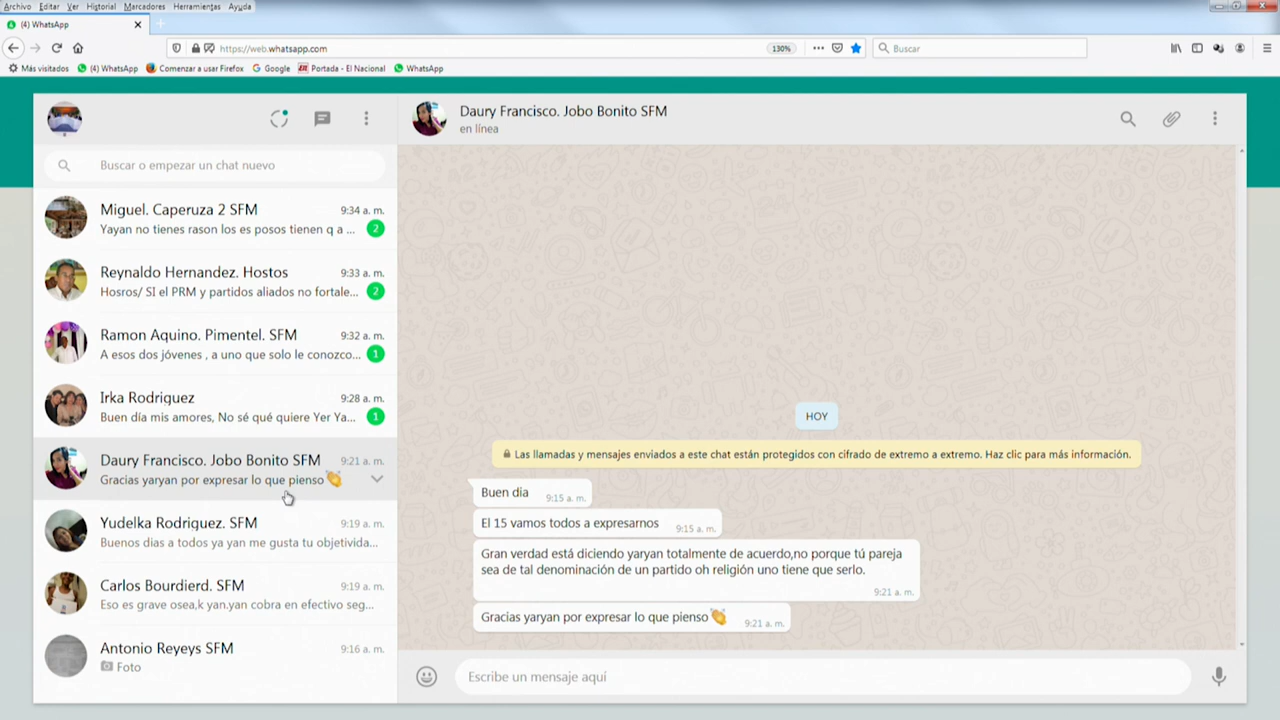 Archivo Editar Ver Historial Marcadores Herramientas Ayuda
(4) WhatsApp
https://web.whatsapp.com
130%
Buscar
Más visitados (4) WhatsApp Comenzar a usar Firefox Google Portada - El Nacional WhatsApp
Buscar o empezar un chat nuevo
Miguel. Caperuza 2 SFM 9:34 a. m.
Yayan no tienes rason los es posos tienen q a ... 2
Reynaldo Hernandez. Hostos 9:33 a. m.
Hosros/ SI el PRM y partidos aliados no fortale... 2
Ramon Aquino. Pimentel. SFM 9:32 a. m.
A esos dos jóvenes , a uno que solo le conozco... 1
Irka Rodriguez 9:28 a. m.
Buen día mis amores, No sé qué quiere Yer Ya... 1
Daury Francisco. Jobo Bonito SFM 9:21 a. m.
Gracias yaryan por expresar lo que pienso👏
Yudelka Rodriguez. SFM 9:19 a. m.
Buenos dias a todos ya yan me gusta tu objetivida...
Carlos Bourdierd. SFM 9:19 a. m.
Eso es grave osea,k yan.yan cobra en efectivo seg...
Antonio Reyeys SFM 9:16 a. m.
Foto
Daury Francisco. Jobo Bonito SFM
en línea
HOY
Las llamadas y mensajes enviados a este chat están protegidos con cifrado de extremo a extremo. Haz clic para más información.
Buen dia 9:15 a. m.
El 15 vamos todos a expresarnos 9:15 a. m.
Gran verdad está diciendo yaryan totalmente de acuerdo,no porque tú pareja
sea de tal denominación de un partido oh religión uno tiene que serlo.
9:21 a. m.
Gracias yaryan por expresar lo que pienso👏 9:21 a. m.
Escribe un mensaje aquí